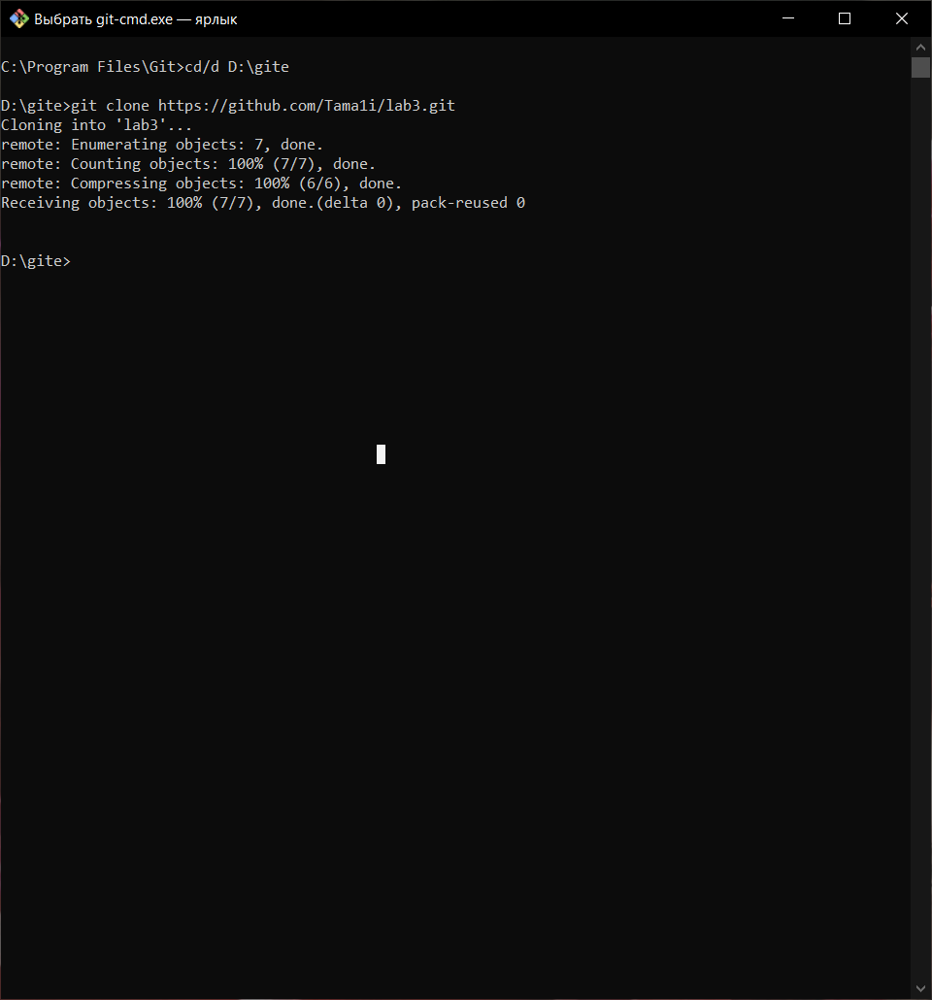 Выбрать git-cmd.exe — ярлык
C:\Program Files\Git>cd/d D:\gite
D:\gite>git clone https://github.com/Tama1i/lab3.git
Cloning into 'lab3'...
remote: Enumerating objects: 7, done.
remote: Counting objects: 100% (7/7), done.
remote: Compressing objects: 100% (6/6), done.
Receiving objects: 100% (7/7), done.(delta 0), pack-reused 0
D:\gite>